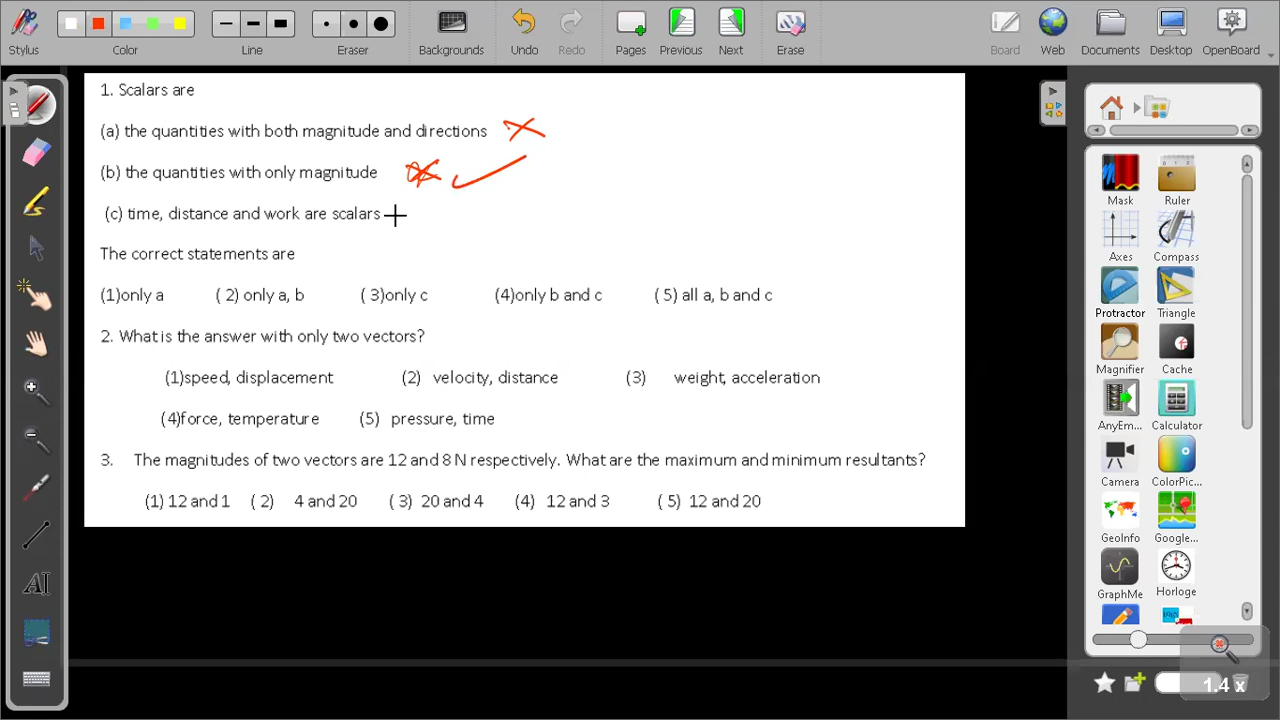 Stylus Color Line Eraser Backgrounds Undo Redo Pages Previous Next Erase Board Web Documents Desktop OpenBoard
1. Scalars are
(a) the quantities with both magnitude and directions
(b) the quantities with only magnitude
(c) time, distance and work are scalars
The correct statements are
(1)only a ( 2) only a, b ( 3)only c (4)only b and c ( 5) all a, b and c
2. What is the answer with only two vectors?
(1)speed, displacement (2) velocity, distance (3) weight, acceleration
(4)force, temperature (5) pressure, time
3. The magnitudes of two vectors are 12 and 8 N respectively. What are the maximum and minimum resultants?
(1) 12 and 1 ( 2) 4 and 20 ( 3) 20 and 4 (4) 12 and 3 ( 5) 12 and 20
AI
Mask Ruler
Axes Compass
Protractor Triangle
Magnifier Cache
AnyEm... Calculator
Camera ColorPic...
GeoInfo Google...
GraphMe Horloge
1.4 x